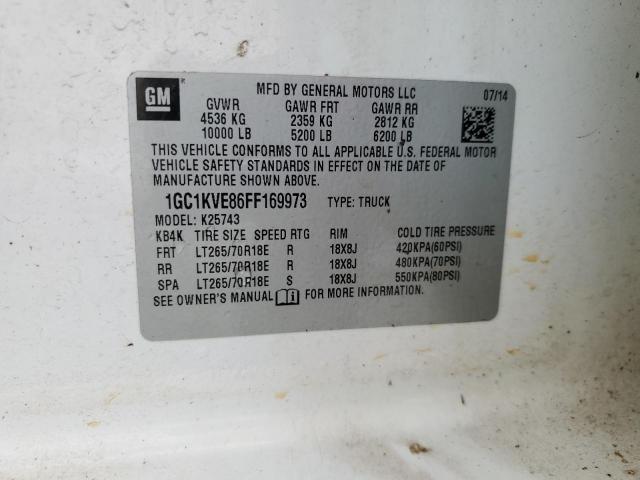 GM
MFD BY GENERAL MOTORS LLC 07/14
GVWR GAWR FRT GAWR RR
4536 KG 2359 KG 2812 KG
10000 LB 5200 LB 6200 LB
THIS VEHICLE CONFORMS TO ALL APPLICABLE U.S. FEDERAL MOTOR
VEHICLE SAFETY STANDARDS IN EFFECT ON THE DATE OF
MANUFACTURE SHOWN ABOVE.
1GC1KVE86FF169973 TYPE: TRUCK
MODEL: K25743
KB4K TIRE SIZE SPEED RTG RIM COLD TIRE PRESSURE
FRT LT265/70R18E R 18X8J 420KPA(60PSI)
RR LT265/70R18E R 18X8J 480KPA(70PSI)
SPA LT265/70R18E S 18X8J 550KPA(80PSI)
SEE OWNER'S MANUAL FOR MORE INFORMATION.